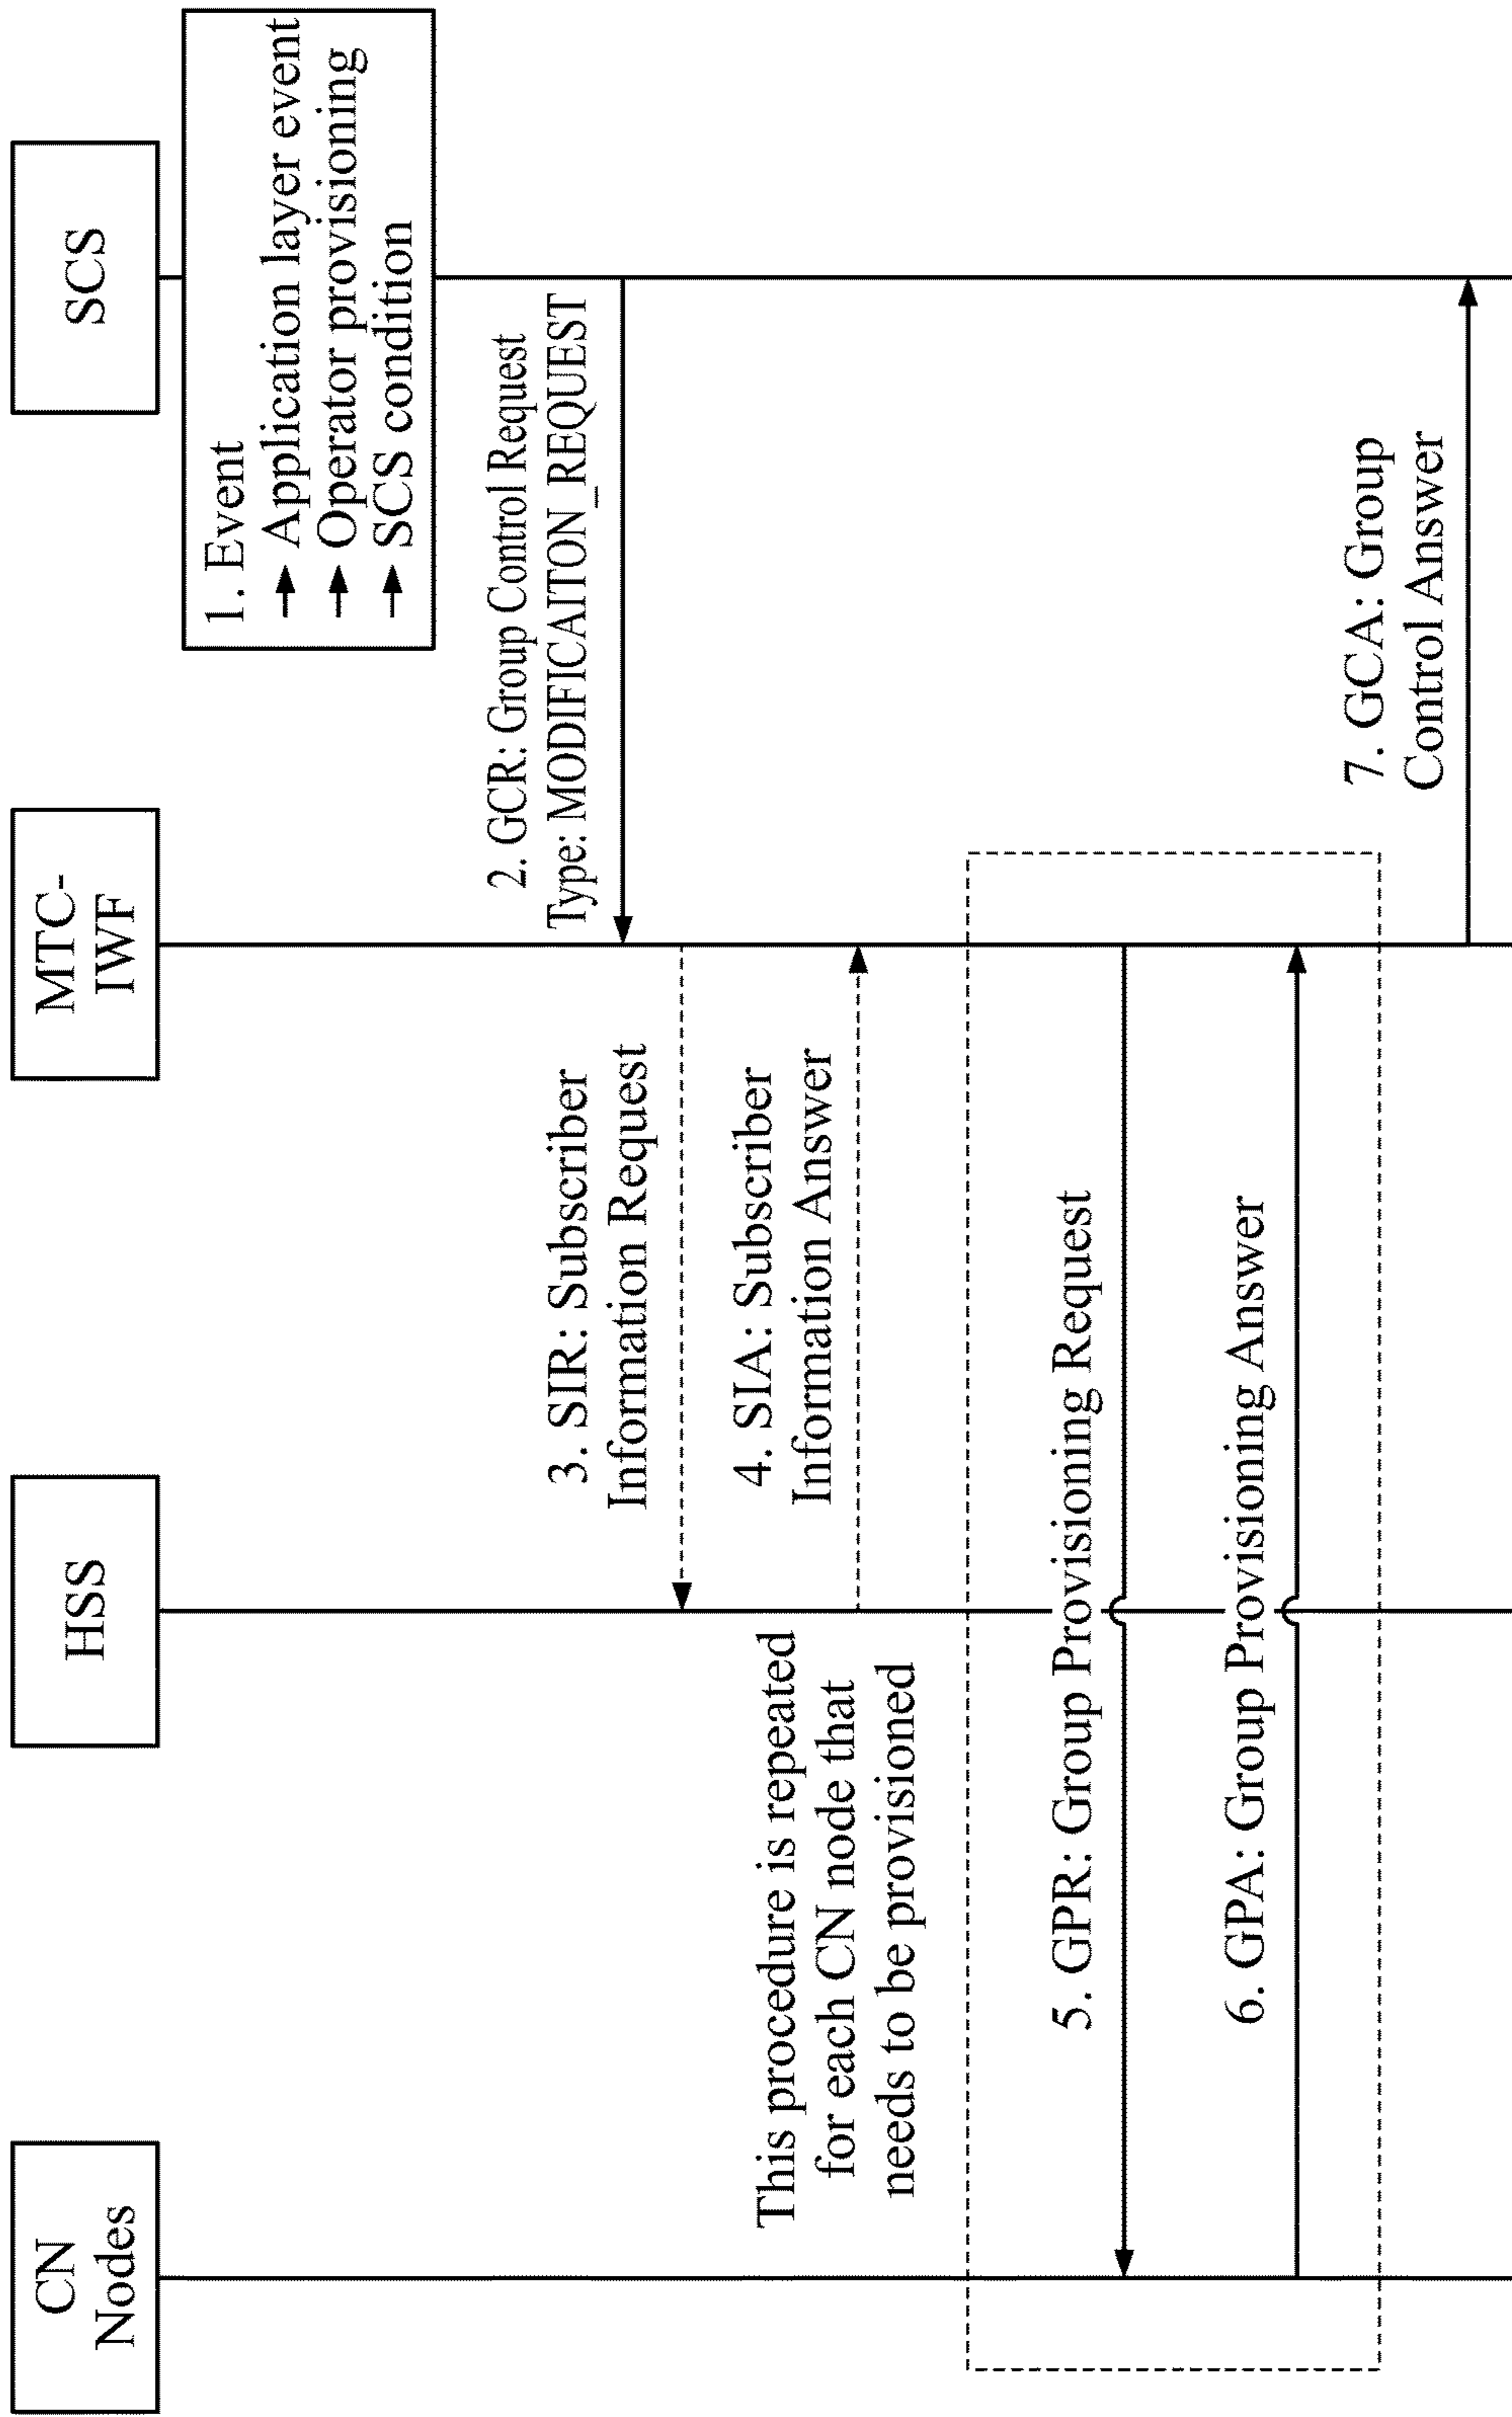 CN
Nodes
HSS
MTC-
IWF
SCS
1. Event
→ Application layer event
→ Operator provisioning
→ SCS condition
2. GCR: Group Control Request
Type: MODIFICAITON_REQUEST
3. SIR: Subscriber
Information Request
4. SIA: Subscriber
Information Answer
This procedure is repeated
for each CN node that
needs to be provisioned
5. GPR: Group Provisioning Request
6. GPA: Group Provisioning Answer
7. GCA: Group
Control Answer